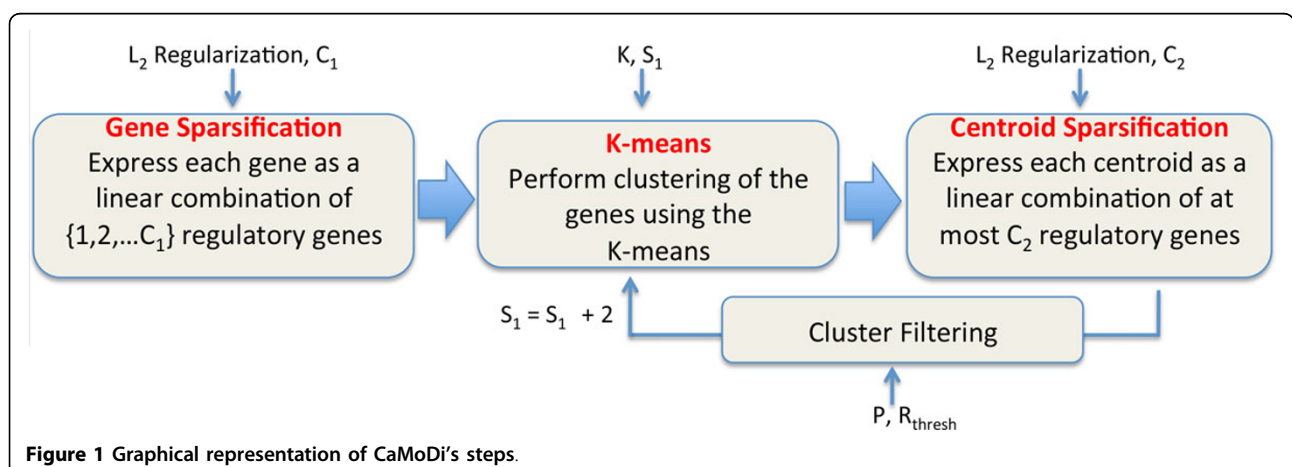 L₂ Regularization, C₁
Gene Sparsification
Express each gene as a
linear combination of
{1,2,...C₁} regulatory genes
K, S₁
K-means
Perform clustering of the
genes using the
K-means
L₂ Regularization, C₂
Centroid Sparsification
Express each centroid as a
linear combination of at
most C₂ regulatory genes
S₁ = S₁ + 2
Cluster Filtering
P, Rthresh
Figure 1 Graphical representation of CaMoDi's steps.